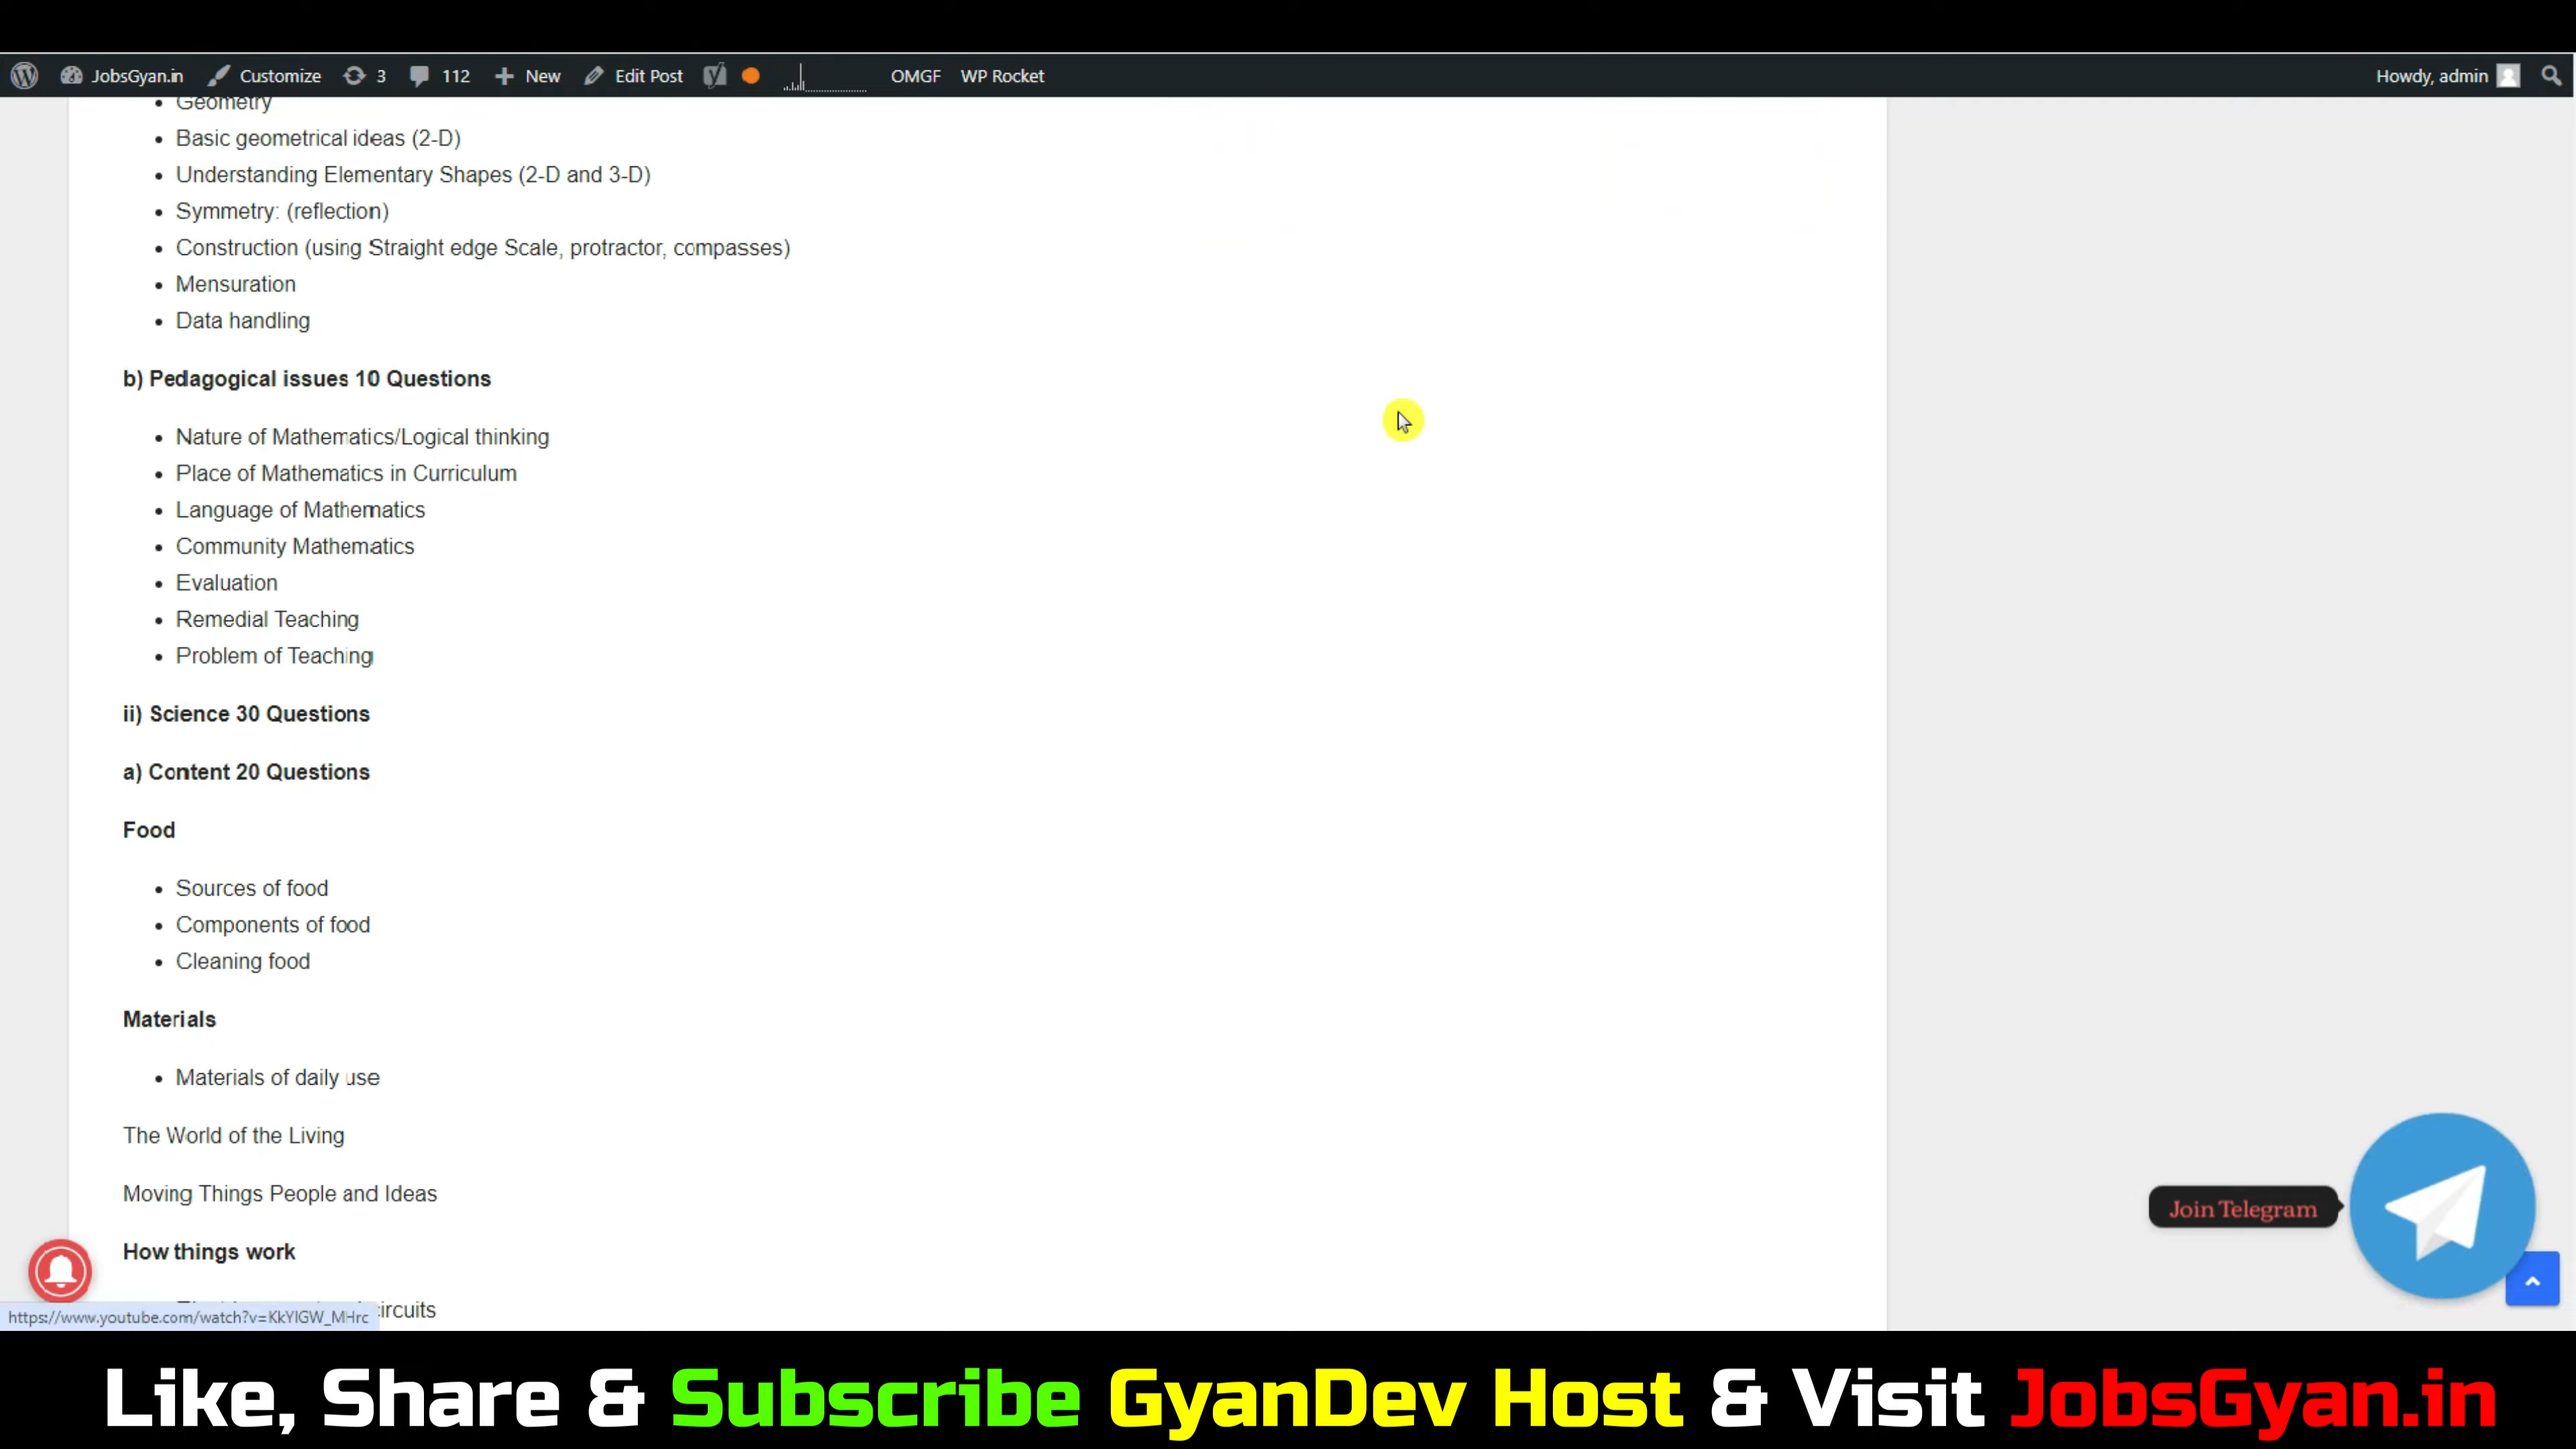 JobsGyan.in Customize 3 112 New Edit Post OMGF WP Rocket Howdy, admin
Geometry
Basic geometrical ideas (2-D)
Understanding Elementary Shapes (2-D and 3-D)
Symmetry: (reflection)
Construction (using Straight edge Scale, protractor, compasses)
Mensuration
Data handling
b) Pedagogical issues 10 Questions
Nature of Mathematics/Logical thinking
Place of Mathematics in Curriculum
Language of Mathematics
Community Mathematics
Evaluation
Remedial Teaching
Problem of Teaching
ii) Science 30 Questions
a) Content 20 Questions
Food
Sources of food
Components of food
Cleaning food
Materials
Materials of daily use
The World of the Living
Moving Things People and Ideas
Join Telegram
How things work
circuits
https://www.youtube.com/watch?v=KkYIGW_MHrc
Like, Share & Subscribe GyanDev Host & Visit JobsGyan.in